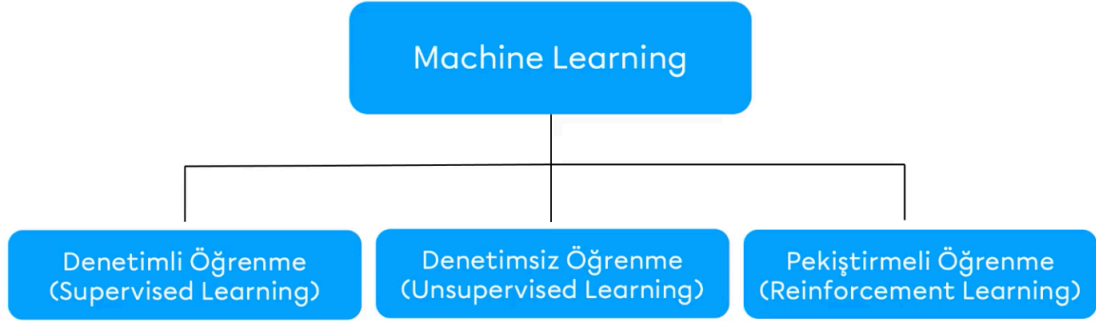 Machine Learning
Denetimli Öğrenme
(Supervised Learning)
Denetimsiz Öğrenme
(Unsupervised Learning)
Pekiştirmeli Öğrenme
(Reinforcement Learning)